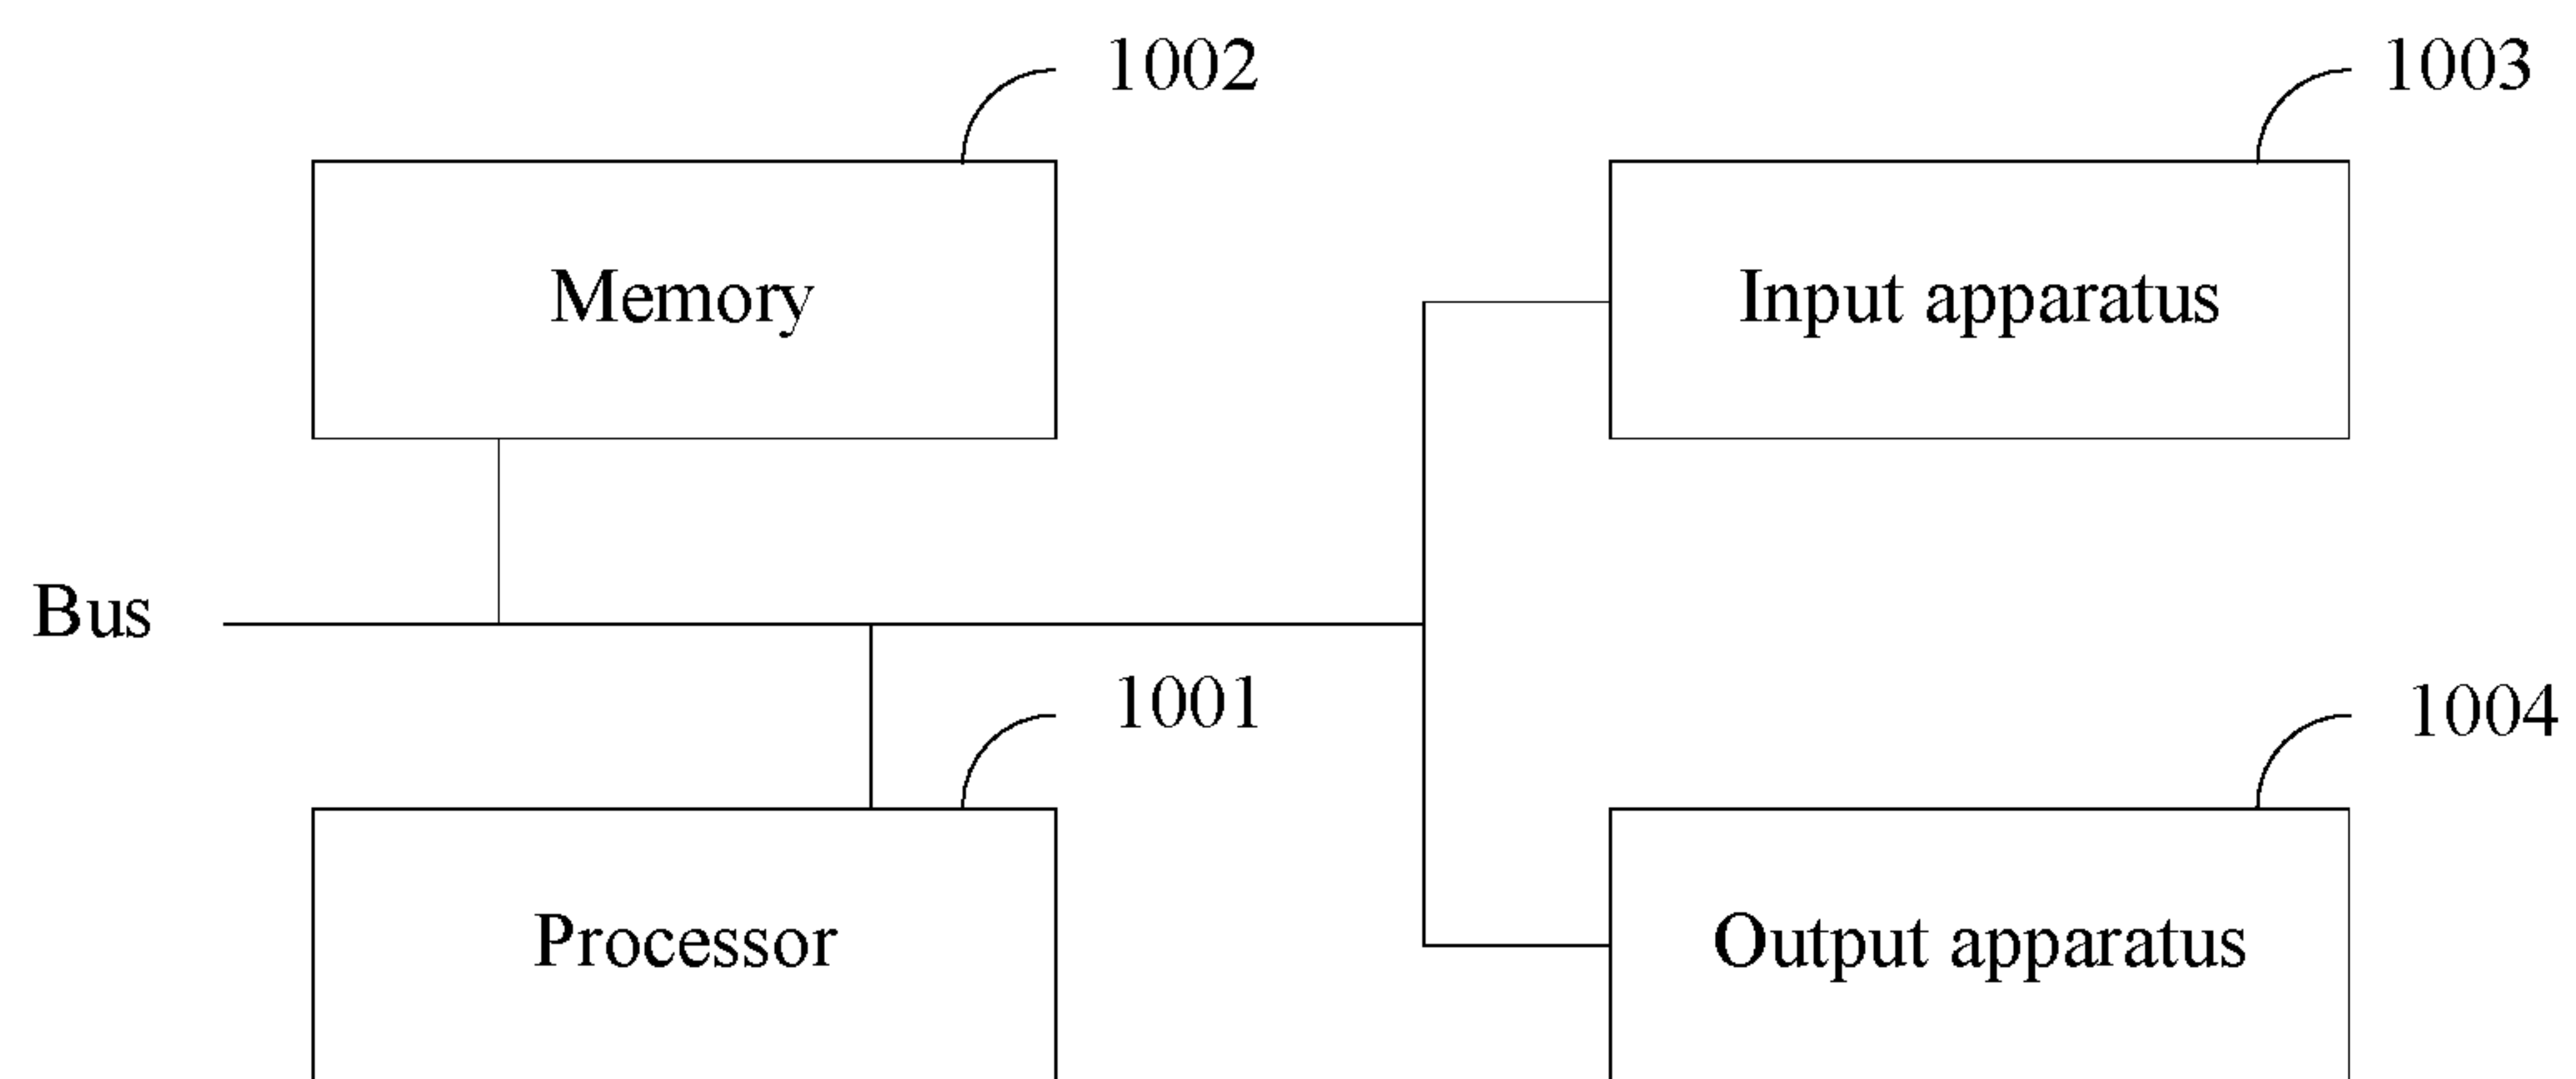 1002
1003
Memory
Input apparatus
Bus
1001
1004
Processor
Output apparatus